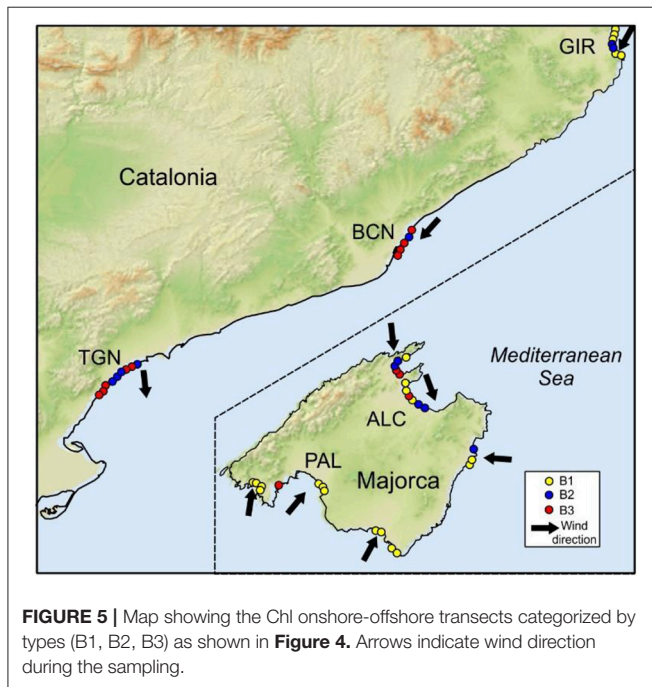 GIR
Catalonia
BCN
TGN
Mediterranean
Sea
ALC
PAL
Majorca
B1
B2
B3
Wind
direction
FIGURE 5 | Map showing the Chl onshore-offshore transects categorized by
types (B1, B2, B3) as shown in Figure 4. Arrows indicate wind direction
during the sampling.